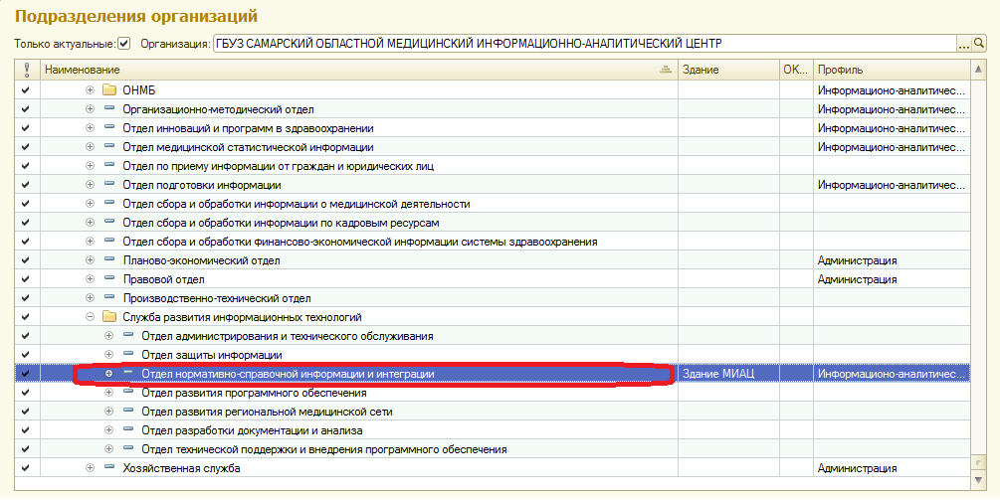 Подразделения организаций
Только актуальные: Организация: ГБУЗ САМАРСКИЙ ОБЛАСТНОЙ МЕДИЦИНСКИЙ ИНФОРМАЦИОННО-АНАЛИТИЧЕСКИЙ ЦЕНТР ...
Наименование Здание ОК... Профиль
ОНМБ Информационо-аналитичес...
Организационно-методический отдел Информационо-аналитичес...
Отдел инноваций и программ в здравоохранении Информационо-аналитичес...
Отдел медицинской статистической информации Информационо-аналитичес...
Отдел по приему информации от граждан и юридических лиц
Отдел подготовки информации Информационо-аналитичес...
Отдел сбора и обработки информации о медицинской деятельности
Отдел сбора и обработки информации по кадровым ресурсам
Отдел сбора и обработки финансово-экономической информации системы здравоохранения
Планово-экономический отдел Администрация
Правовой отдел Администрация
Производственно-технический отдел
Служба развития информационных технологий
Отдел администрирования и технического обслуживания
Отдел защиты информации
Отдел нормативно-справочной информации и интеграции Здание МИАЦ Информационо-аналитичес...
Отдел развития программного обеспечения
Отдел развития региональной медицинской сети
Отдел разработки документации и анализа
Отдел технической поддержки и внедрения программного обеспечения
Хозяйственная служба Администрация